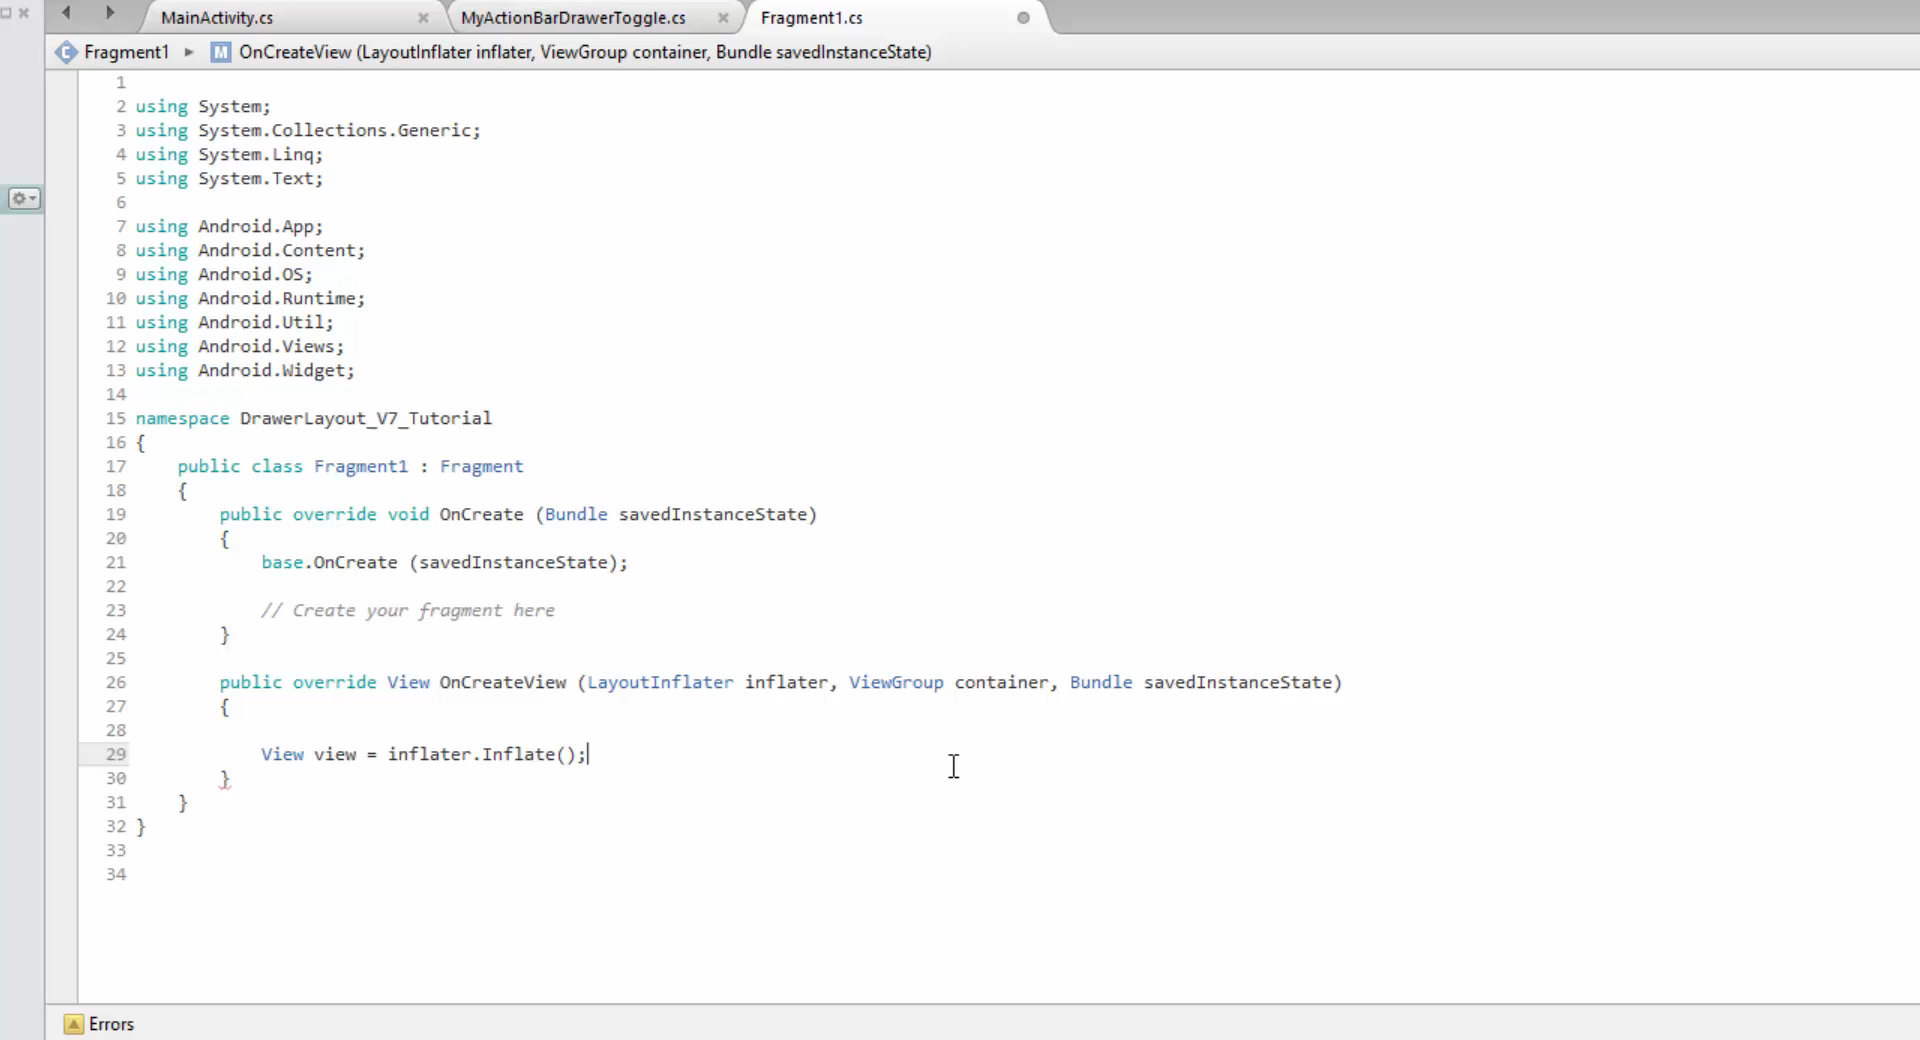 MainActivity.cs
MyActionBarDrawerToggle.cs
Fragment1.cs
Fragment1
M OnCreateView (LayoutInflater inflater, ViewGroup container, Bundle savedInstanceState)
1
2 using System;
3 using System.Collections.Generic;
4 using System.Linq;
5 using System.Text;
6
7 using Android.App;
8 using Android.Content;
9 using Android.OS;
10 using Android.Runtime;
11 using Android.Util;
12 using Android.Views;
13 using Android.Widget;
14
15 namespace DrawerLayout_V7_Tutorial
16 {
17 public class Fragment1 : Fragment
18 {
19 public override void OnCreate (Bundle savedInstanceState)
20 {
21 base.OnCreate (savedInstanceState);
22
23 // Create your fragment here
24 }
25
26 public override View OnCreateView (LayoutInflater inflater, ViewGroup container, Bundle savedInstanceState)
27 {
28
29 View view = inflater.Inflate();
30 }
31 }
32 }
33
34
Errors